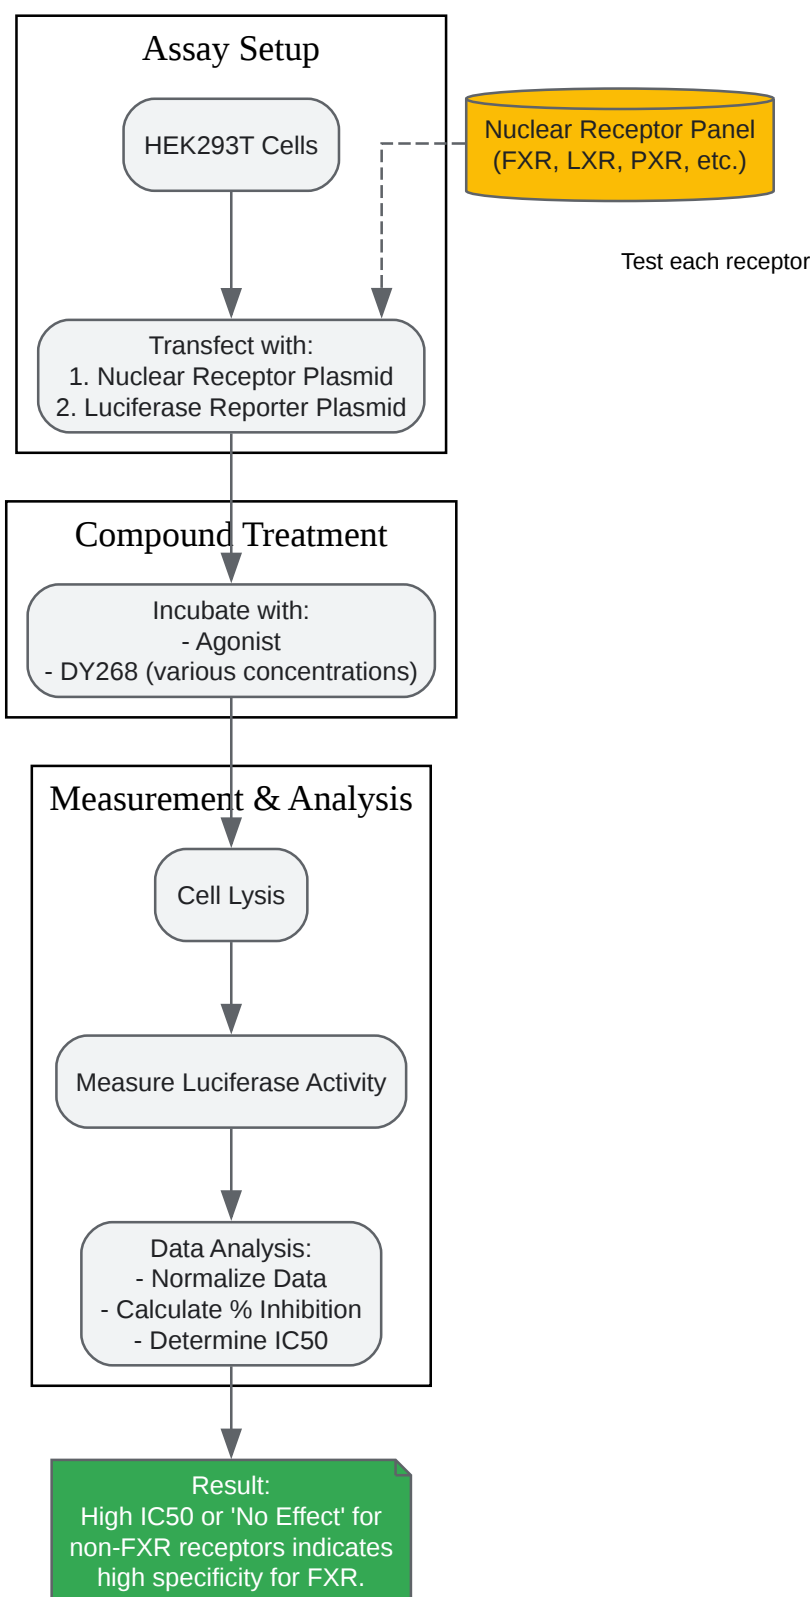 Assay Setup
HEK293T Cells
Nuclear Receptor Panel
(FXR, LXR, PXR, etc.)
Test each receptor
Transfect with:
1. Nuclear Receptor Plasmid
2. Luciferase Reporter Plasmid
Compound Treatment
Incubate with:
- Agonist
- DY268 (various concentrations)
Measurement & Analysis
Cell Lysis
Measure Luciferase Activity
Data Analysis:
- Normalize Data
- Calculate % Inhibition
- Determine IC50
Result:
High IC50 or 'No Effect' for
non-FXR receptors indicates
high specificity for FXR.